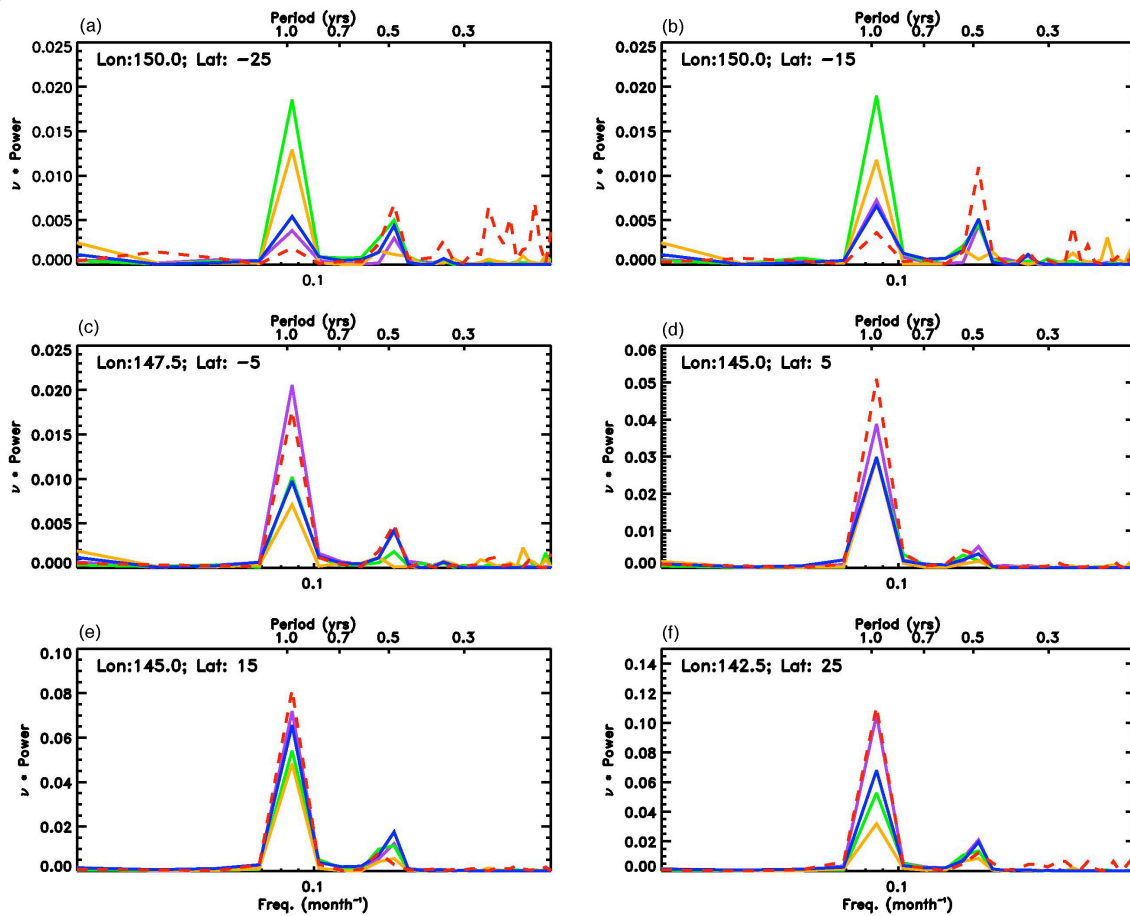 (a) Period (yrs)
1.0 0.7 0.5 0.3
Lon:150.0; Lat: −25
0.025
0.020
0.015
0.010
0.005
0.000
ν * Power
0.1
(b) Period (yrs)
1.0 0.7 0.5 0.3
Lon:150.0; Lat: −15
0.025
0.020
0.015
0.010
0.005
0.000
ν * Power
0.1
(c) Period (yrs)
1.0 0.7 0.5 0.3
Lon:147.5; Lat: −5
0.025
0.020
0.015
0.010
0.005
0.000
ν * Power
0.1
(d) Period (yrs)
1.0 0.7 0.5 0.3
Lon:145.0; Lat: 5
0.06
0.05
0.04
0.03
0.02
0.01
0.00
ν * Power
0.1
(e) Period (yrs)
1.0 0.7 0.5 0.3
Lon:145.0; Lat: 15
0.10
0.08
0.06
0.04
0.02
0.00
ν * Power
0.1
Freq. (month⁻¹)
(f) Period (yrs)
1.0 0.7 0.5 0.3
Lon:142.5; Lat: 25
0.14
0.12
0.10
0.08
0.06
0.04
0.02
0.00
ν * Power
0.1
Freq. (month⁻¹)